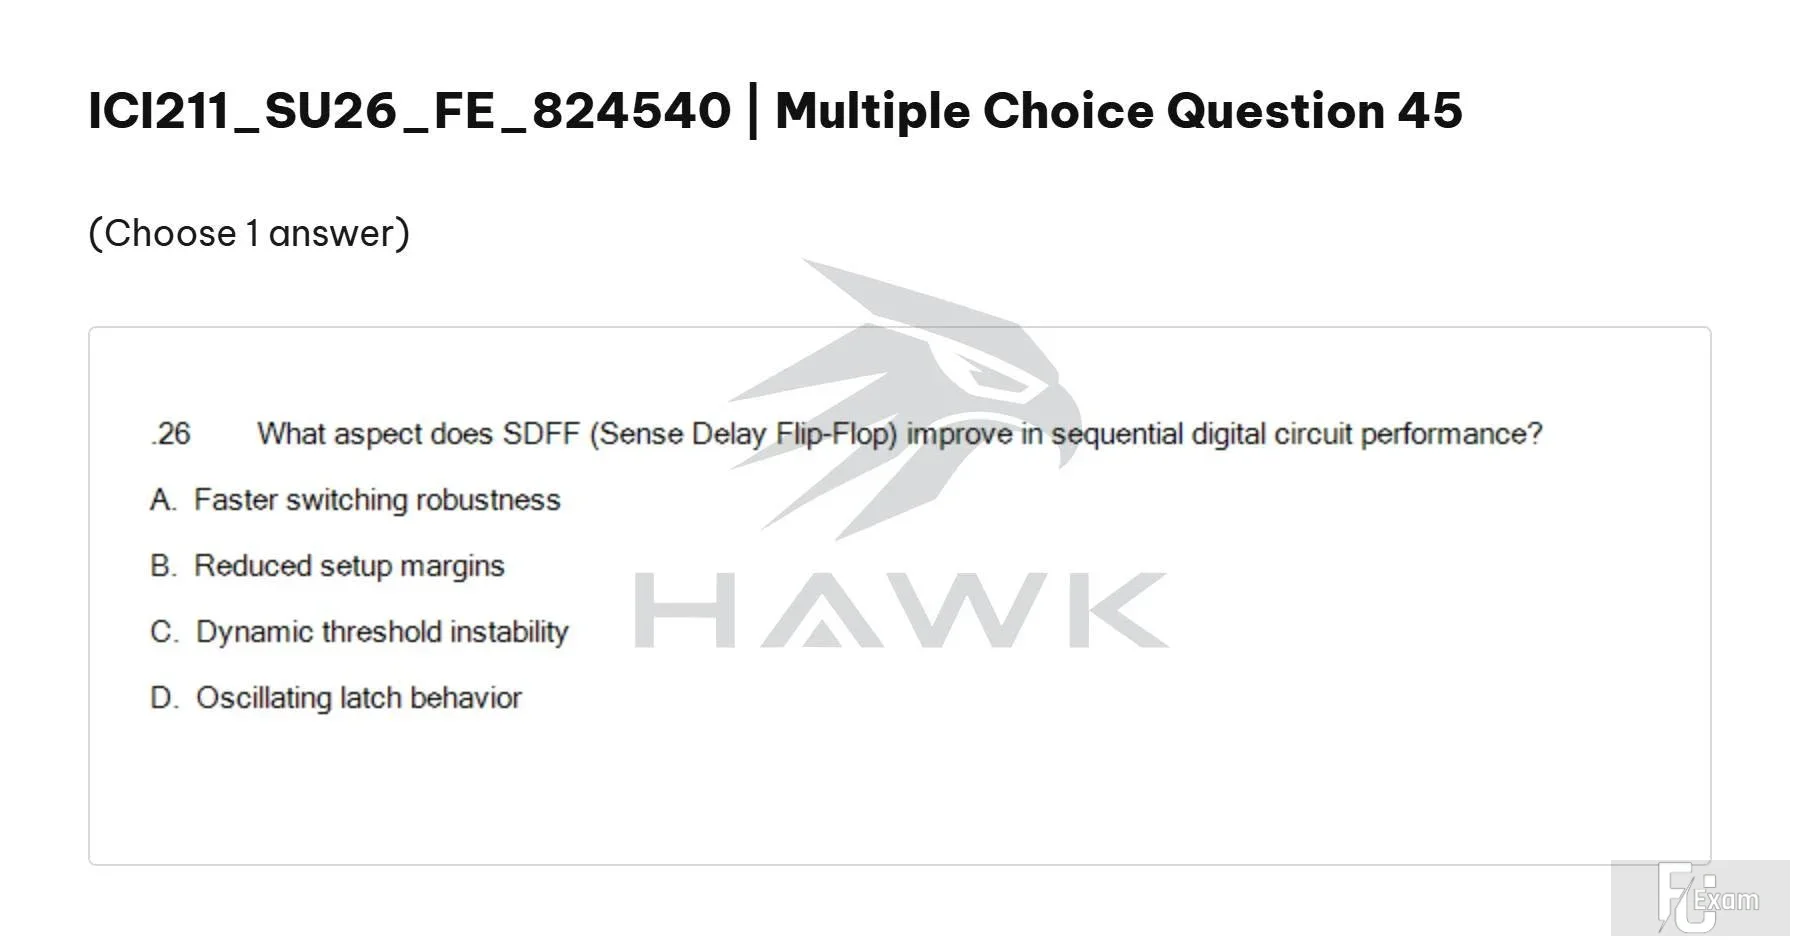 ICI211_SU26_FE_824540 | Multiple Choice Question 45
(Choose 1 answer)
.26 What aspect does SDFF (Sense Delay Flip-Flop) improve in sequential digital circuit performance?
A. Faster switching robustness
B. Reduced setup margins
C. Dynamic threshold instability
D. Oscillating latch behavior
HAWK
FU Exam